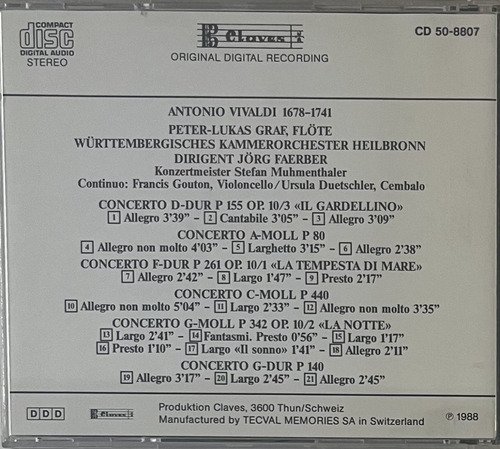 COMPACT
disc
DIGITAL AUDIO
STEREO
Claves
ORIGINAL DIGITAL RECORDING
CD 50-8807
ANTONIO VIVALDI 1678–1741
PETER-LUKAS GRAF, FLÖTE
WÜRTTEMBERGISCHES KAMMERORCHESTER HEILBRONN
DIRIGENT JÖRG FAERBER
Konzertmeister Stefan Muhmenthaler
Continuo: Francis Gouton, Violoncello/Ursula Duetschler, Cembalo
CONCERTO D-DUR P 155 OP. 10/3 «IL GARDELLINO»
1 Allegro 3'39" – 2 Cantabile 3'05" – 3 Allegro 3'09"
CONCERTO A-MOLL P 80
4 Allegro non molto 4'03" – 5 Larghetto 3'15" – 6 Allegro 2'38"
CONCERTO F-DUR P 261 OP. 10/1 «LA TEMPESTA DI MARE»
7 Allegro 2'42" – 8 Largo 1'47" – 9 Presto 2'17"
CONCERTO C-MOLL P 440
10 Allegro non molto 5'04" – 11 Largo 2'33" – 12 Allegro non molto 3'35"
CONCERTO G-MOLL P 342 OP. 10/2 «LA NOTTE»
13 Largo 2'41" – 14 Fantasmi. Presto 0'56" – 15 Largo 1'17"
16 Presto 1'10" – 17 Largo «Il sonno» 1'41" – 18 Allegro 2'11"
CONCERTO G-DUR P 140
19 Allegro 3'17" – 20 Largo 2'45" – 21 Allegro 2'45"
DDD
Claves
Produktion Claves, 3600 Thun/Schweiz
Manufactured by TECVAL MEMORIES SA in Switzerland
℗ 1988